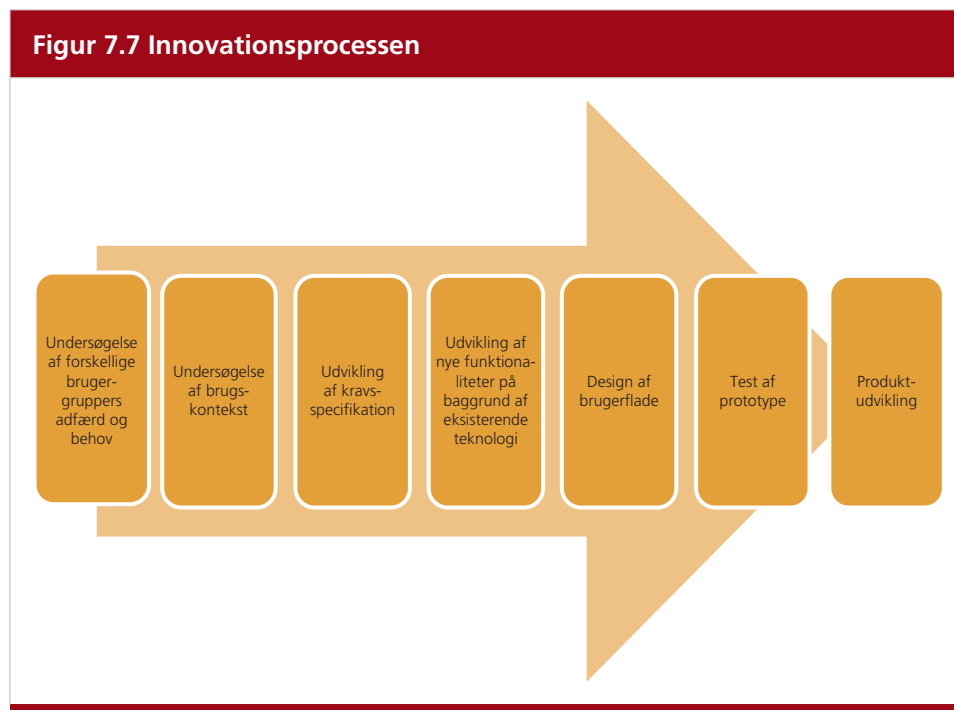 Figur 7.7 Innovationsprocessen
Undersøgelse
af forskellige
bruger-
gruppers
adfærd og
behov
Undersøgelse
af brugs-
kontekst
Udvikling
af kravs-
specifikation
Udvikling af
nye funktiona-
liteter på
baggrund af
eksisterende
teknologi
Design af
brugerflade
Test af
prototype
Produkt-
udvikling